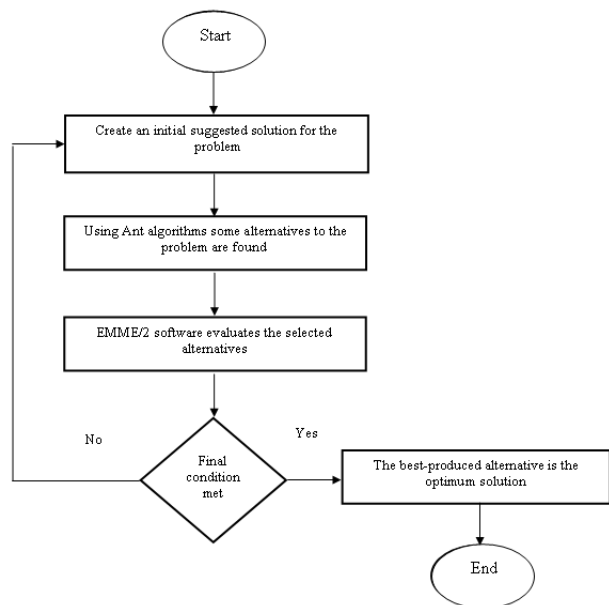 Start
Create an initial suggested solution for the
problem
Using Ant algorithms some alternatives to the
problem are found
EMME/2 software evaluates the selected
alternatives
No
Yes
Final
condition
met
The best-produced alternative is the
optimum solution
End